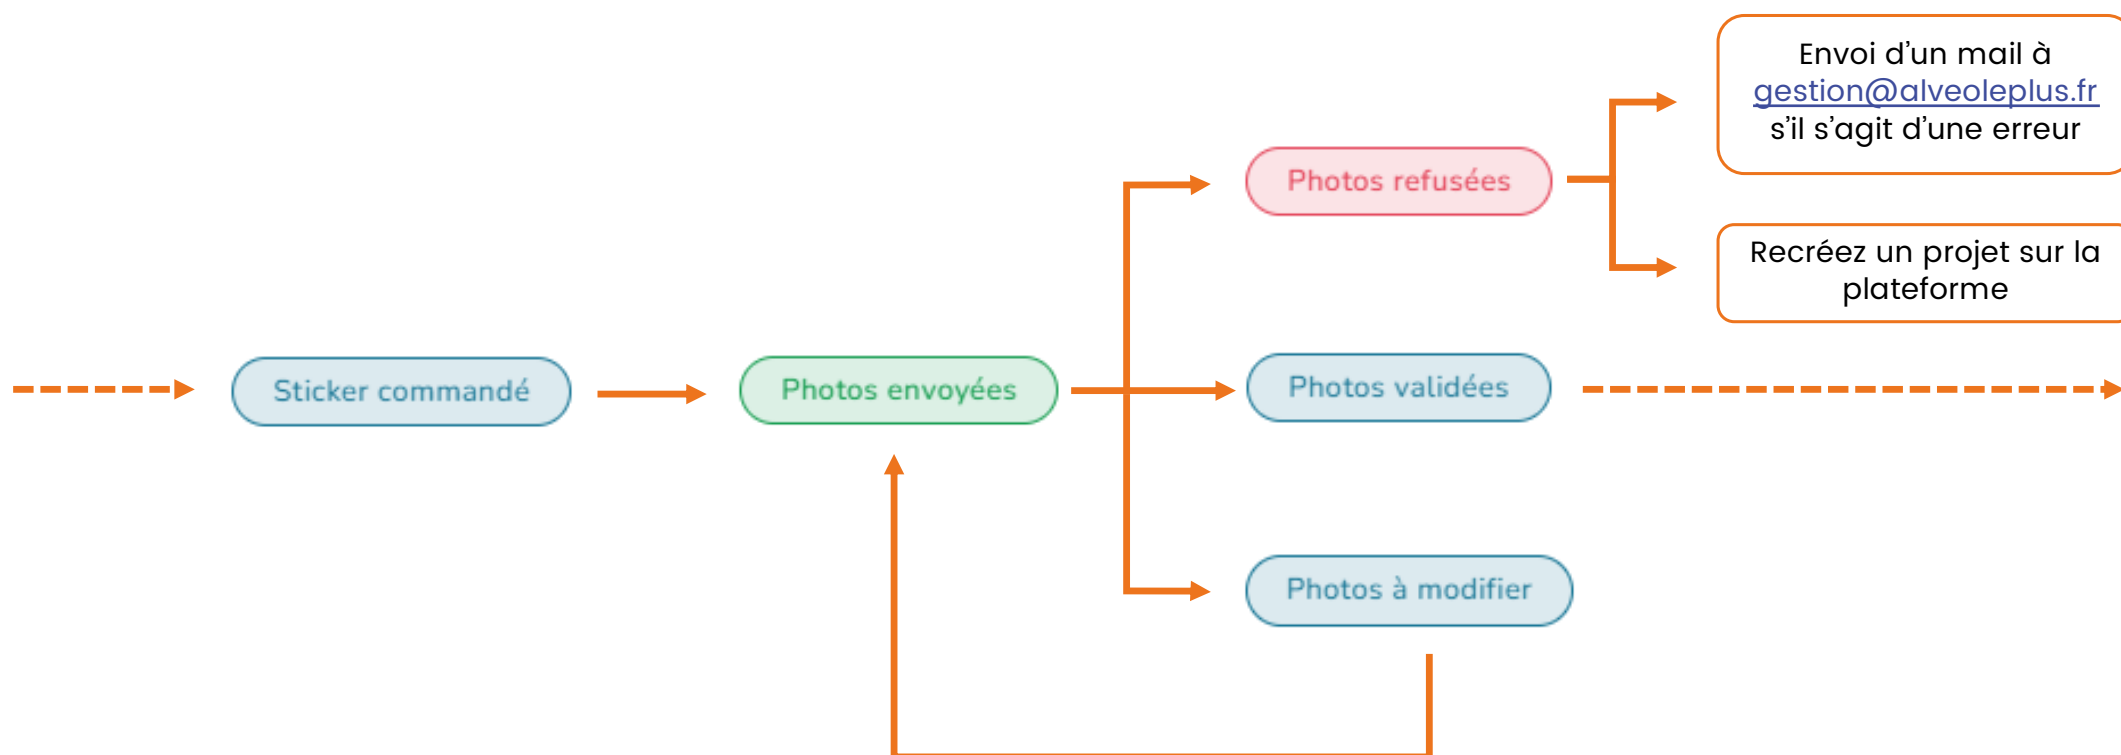 Envoi d'un mail à
gestion@alveoleplus.fr
s'il s'agit d'une erreur
Photos refusées
Recréez un projet sur la
plateforme
Sticker commandé
Photos envoyées
Photos validées
Photos à modifier